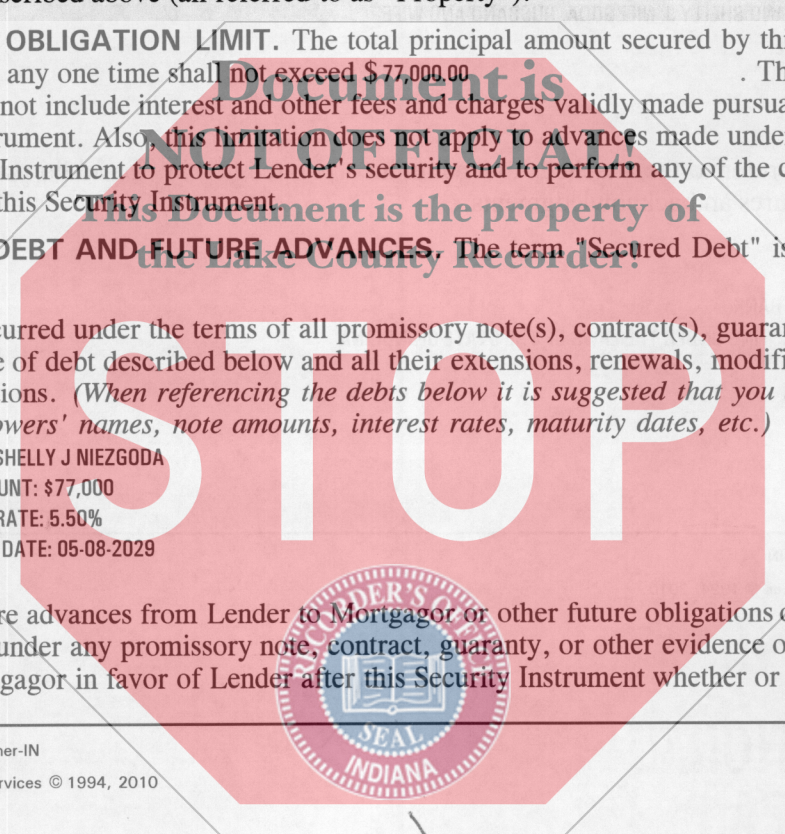 scribed above (all referred to as "Property").
OBLIGATION LIMIT. The total principal amount secured by thi
any one time shall not exceed $ 77,000.00 . Th
not include interest and other fees and charges validly made pursua
rument. Also, this limitation does not apply to advances made unde
Instrument to protect Lender's security and to perform any of the c
this Security Instrument.
DEBT AND FUTURE ADVANCES. The term "Secured Debt" is
Document is
NOT OFFICIAL!
This Document is the property of
the Lake County Recorder!
curred under the terms of all promissory note(s), contract(s), guaran
e of debt described below and all their extensions, renewals, modifi
tions. (When referencing the debts below it is suggested that you
owers' names, note amounts, interest rates, maturity dates, etc.)
SHELLY J NIEZGODA
UNT: $77,000
RATE: 5.50%
DATE: 05-08-2029
STOP
re advances from Lender to Mortgagor or other future obligations o
under any promissory note, contract, guaranty, or other evidence o
gagor in favor of Lender after this Security Instrument whether or
RECORDER'S OFFICE
SEAL
INDIANA
her-IN
rvices © 1994, 2010